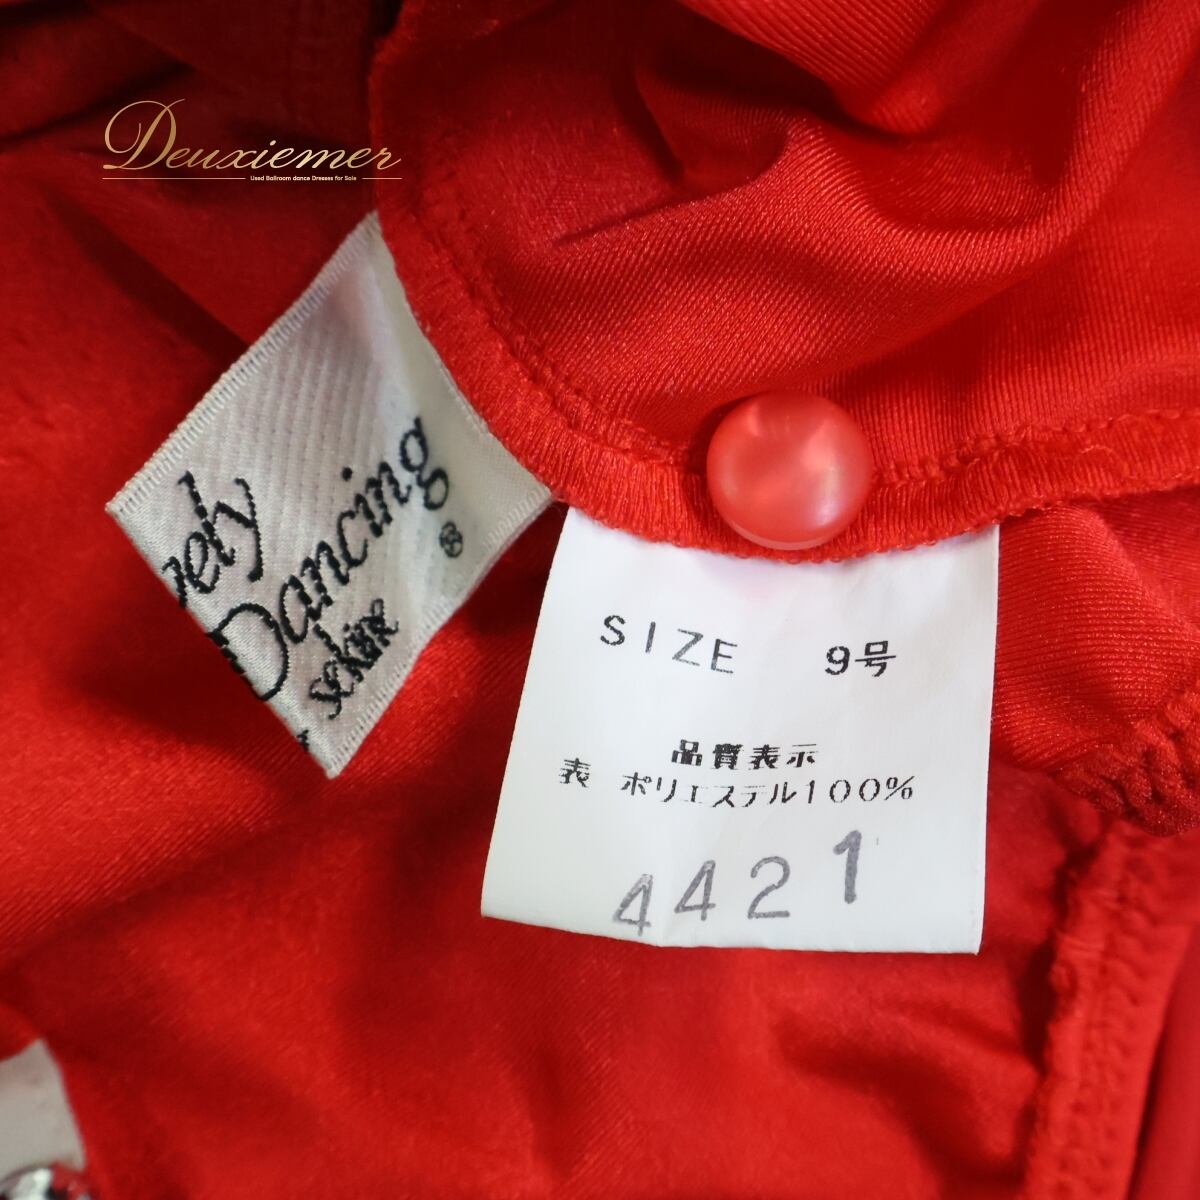 Deuxiemer
Used Ballroom dance Dresses for Sale
Dancing
sekine
®
SIZE 9号
品質表示
表 ポリエステル100%
4421